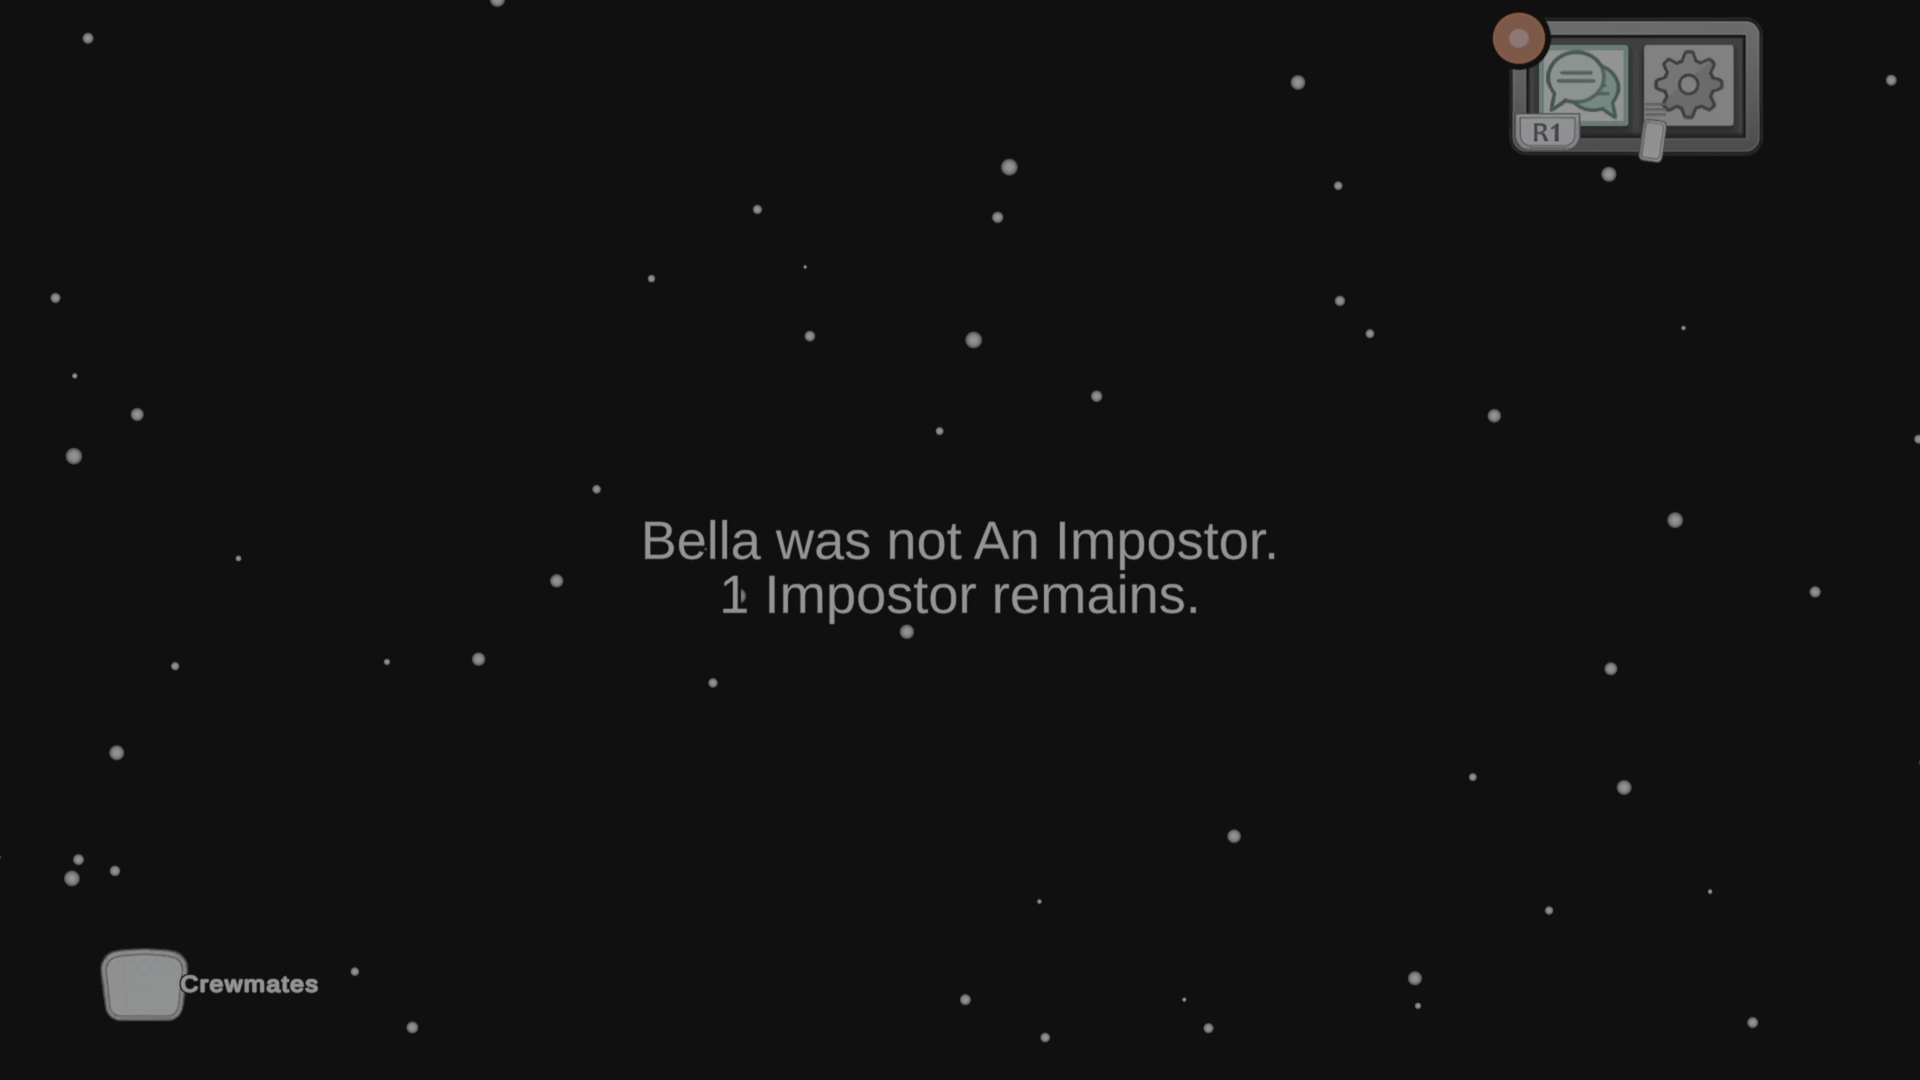 R1
Bella was not An Impostor.
1 Impostor remains.
Crewmates